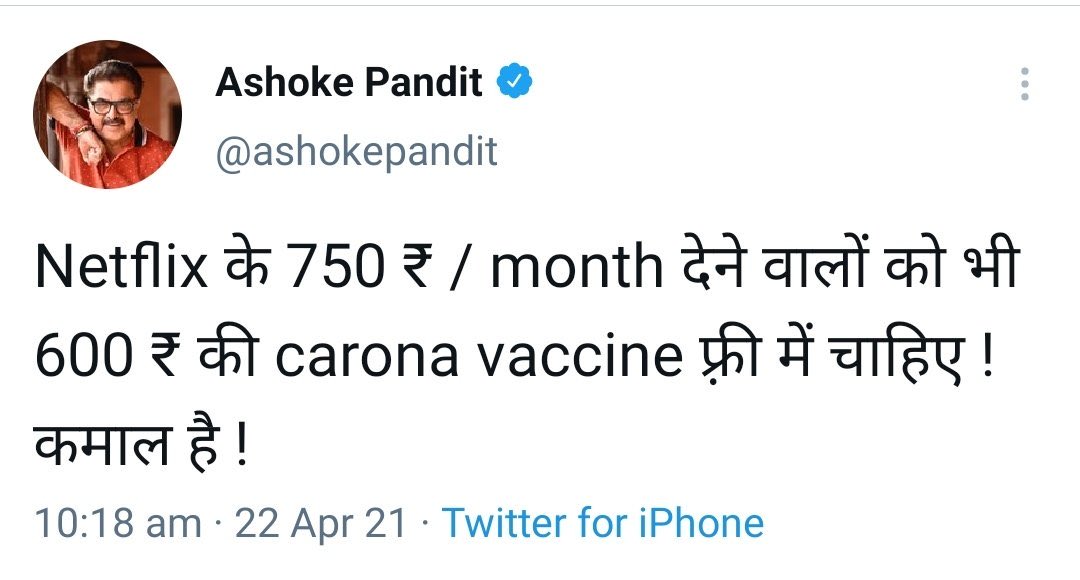 Ashoke Pandit
@ashokepandit
Netflix के 750 ₹ / month देने वालों को भी
600 ₹ की carona vaccine फ़्री में चाहिए !
कमाल है !
10:18 am · 22 Apr 21 · Twitter for iPhone